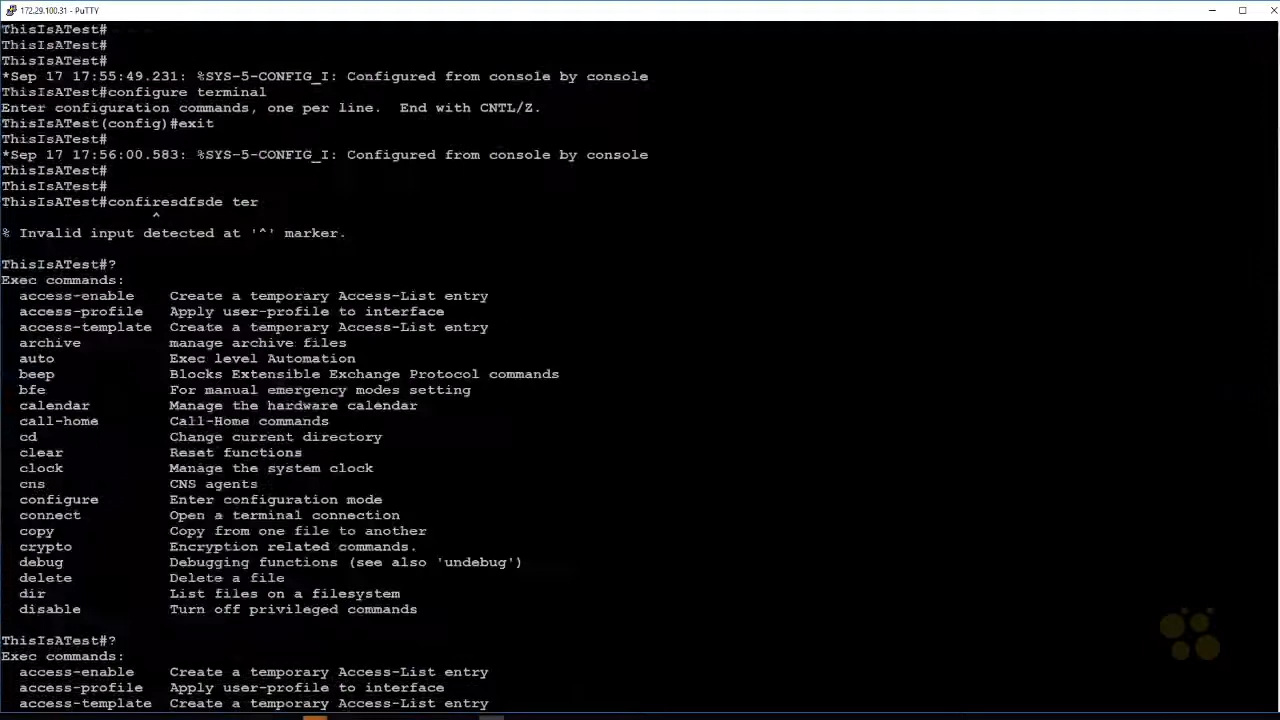 172.29.100.31 - PuTTY
ThisIsATest#
ThisIsATest#
ThisIsATest#
*Sep 17 17:55:49.231: %SYS-5-CONFIG_I: Configured from console by console
ThisIsATest#configure terminal
Enter configuration commands, one per line.  End with CNTL/Z.
ThisIsATest(config)#exit
ThisIsATest#
*Sep 17 17:56:00.583: %SYS-5-CONFIG_I: Configured from console by console
ThisIsATest#
ThisIsATest#
ThisIsATest#confiresdfsde ter
^
% Invalid input detected at '^' marker.
ThisIsATest#?
Exec commands:
access-enable    Create a temporary Access-List entry
access-profile   Apply user-profile to interface
access-template  Create a temporary Access-List entry
archive          manage archive files
auto             Exec level Automation
beep             Blocks Extensible Exchange Protocol commands
bfe              For manual emergency modes setting
calendar         Manage the hardware calendar
call-home        Call-Home commands
cd               Change current directory
clear            Reset functions
clock            Manage the system clock
cns              CNS agents
configure        Enter configuration mode
connect          Open a terminal connection
copy             Copy from one file to another
crypto           Encryption related commands.
debug            Debugging functions (see also 'undebug')
delete           Delete a file
dir              List files on a filesystem
disable          Turn off privileged commands
ThisIsATest#?
Exec commands:
access-enable    Create a temporary Access-List entry
access-profile   Apply user-profile to interface
access-template  Create a temporary Access-List entry